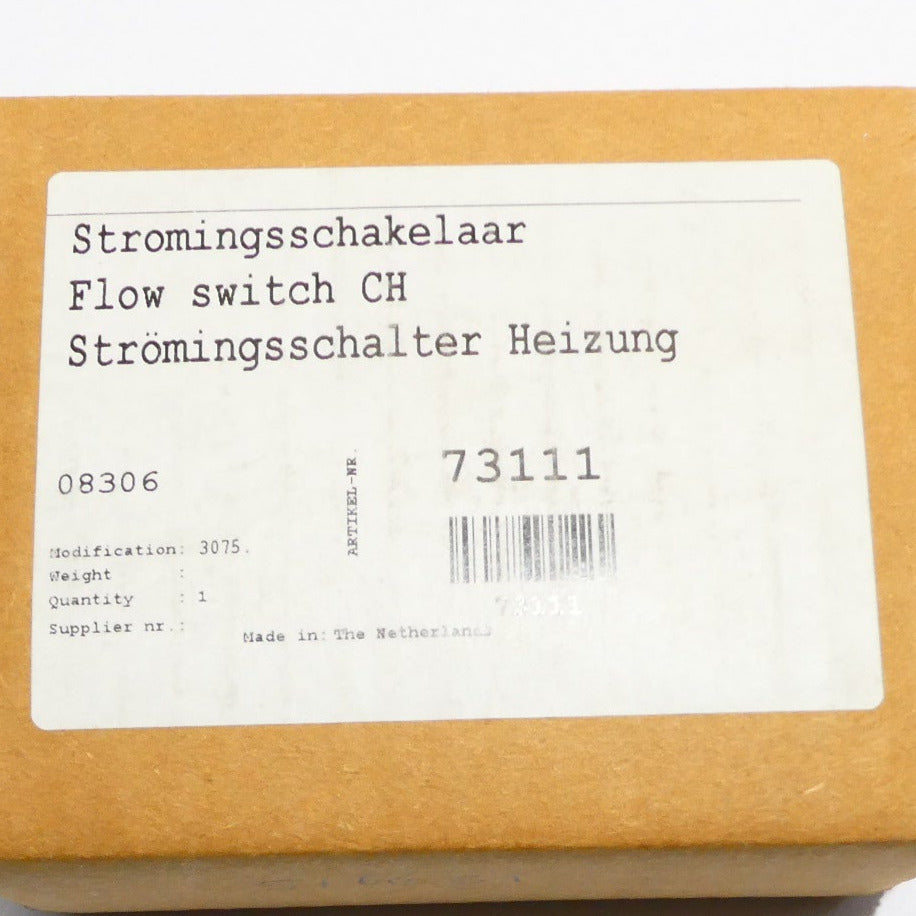 Stromingsschakelaar
Flow switch CH
Strömingsschalter Heizung
08306
ARTIKEL-NR.
73111
Modification: 3075.
Weight :
Quantity : 1
Supplier nr.:
Made in: The Netherlands
73111